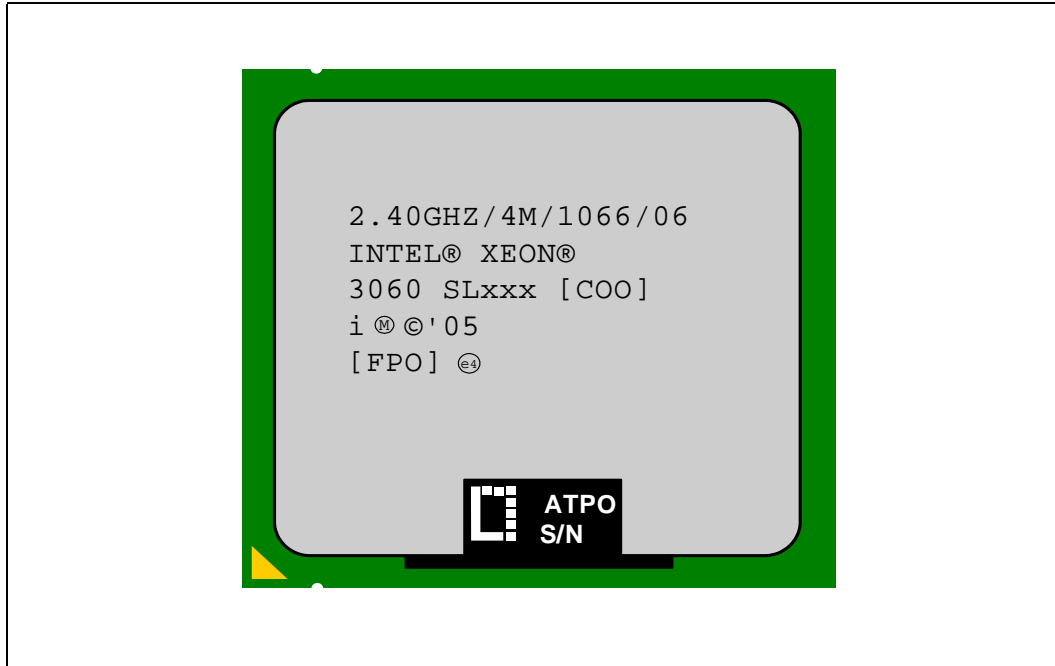 2.40GHZ/4M/1066/06
INTEL® XEON®
3060 SLxxx [COO]
i Ⓜ ©'05
[FPO] e4
ATPO
S/N